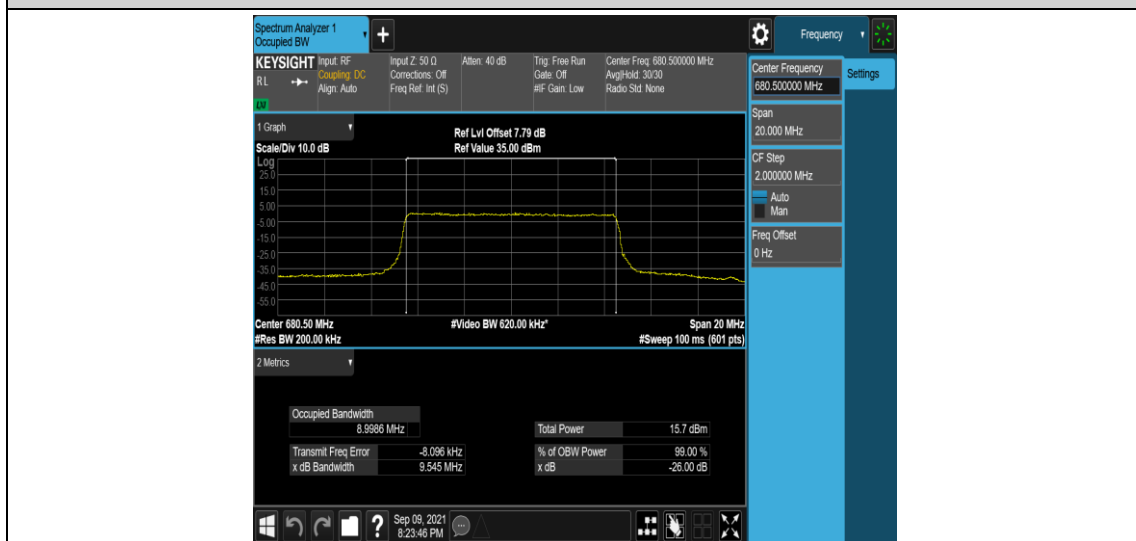 Spectrum Analyzer 1
Occupied BW
Frequency
KEYSIGHT
Input: RF
Input Z: 50 Ω
Atten: 40 dB
Trig: Free Run
Center Freq: 680.500000 MHz
R L
Coupling: DC
Corrections: Off
Gate: Off
Avg|Hold: 30/30
Align: Auto
Freq Ref: Int (S)
#IF Gain: Low
Radio Std: None
Center Frequency
680.500000 MHz
Settings
Span
20.000 MHz
CF Step
2.000000 MHz
Auto
Man
Freq Offset
0 Hz
1 Graph
Ref Lvl Offset 7.79 dB
Scale/Div 10.0 dB
Ref Value 35.00 dBm
Log
25.0
15.0
5.00
-5.00
-15.0
-25.0
-35.0
-45.0
-55.0
Center 680.50 MHz
#Video BW 620.00 kHz*
Span 20 MHz
#Res BW 200.00 kHz
#Sweep 100 ms (601 pts)
2 Metrics
Occupied Bandwidth
8.9986 MHz
Total Power
15.7 dBm
Transmit Freq Error
-8.096 kHz
% of OBW Power
99.00 %
x dB Bandwidth
9.545 MHz
x dB
-26.00 dB
?
Sep 09, 2021
8:23:46 PM